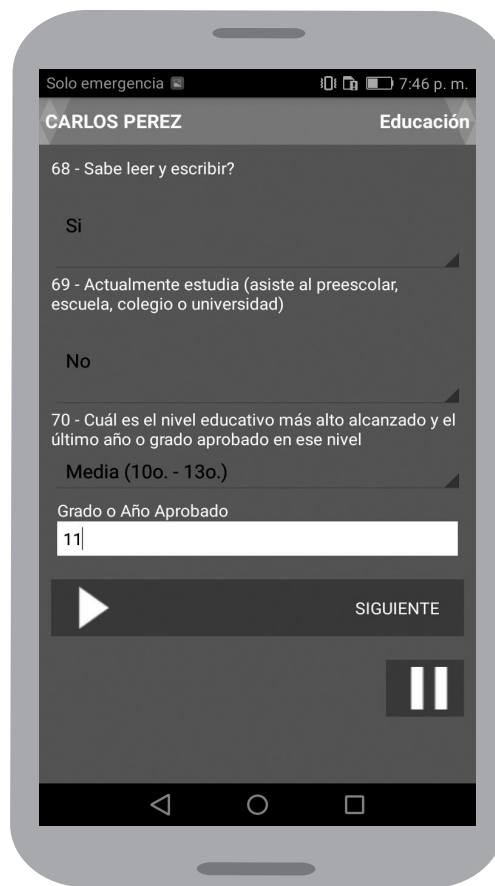 Solo emergencia 7:46 p. m.
CARLOS PEREZ Educación
68 - Sabe leer y escribir?
Si
69 - Actualmente estudia (asiste al preescolar,
escuela, colegio o universidad)
No
70 - Cuál es el nivel educativo más alto alcanzado y el
último año o grado aprobado en ese nivel
Media (10o. - 13o.)
Grado o Año Aprobado
11
SIGUIENTE